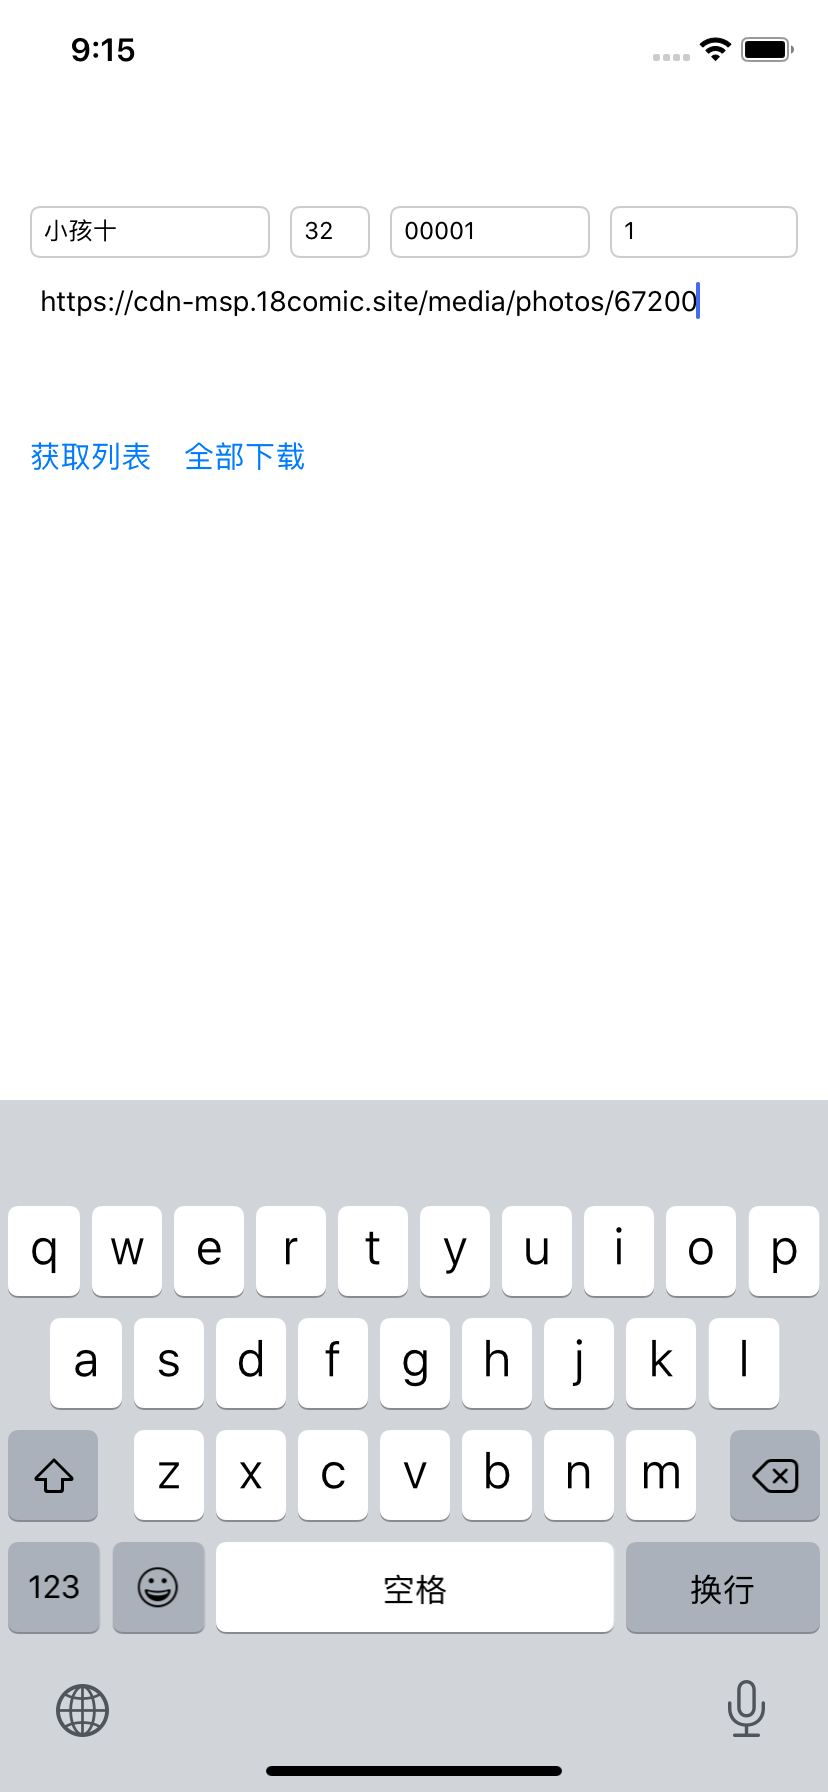 9:15
小孩十 32 00001 1
https://cdn-msp.18comic.site/media/photos/67200
获取列表 全部下载
q w e r t y u i o p
a s d f g h j k l
z x c v b n m
123 空格 换行